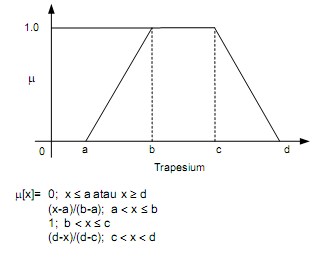 1.0
μ
0 a b c d
Trapesium
μ[x]= 0; x ≤ a atau x ≥ d
(x-a)/(b-a); a < x ≤ b
1; b < x ≤ c
(d-x)/(d-c); c < x < d